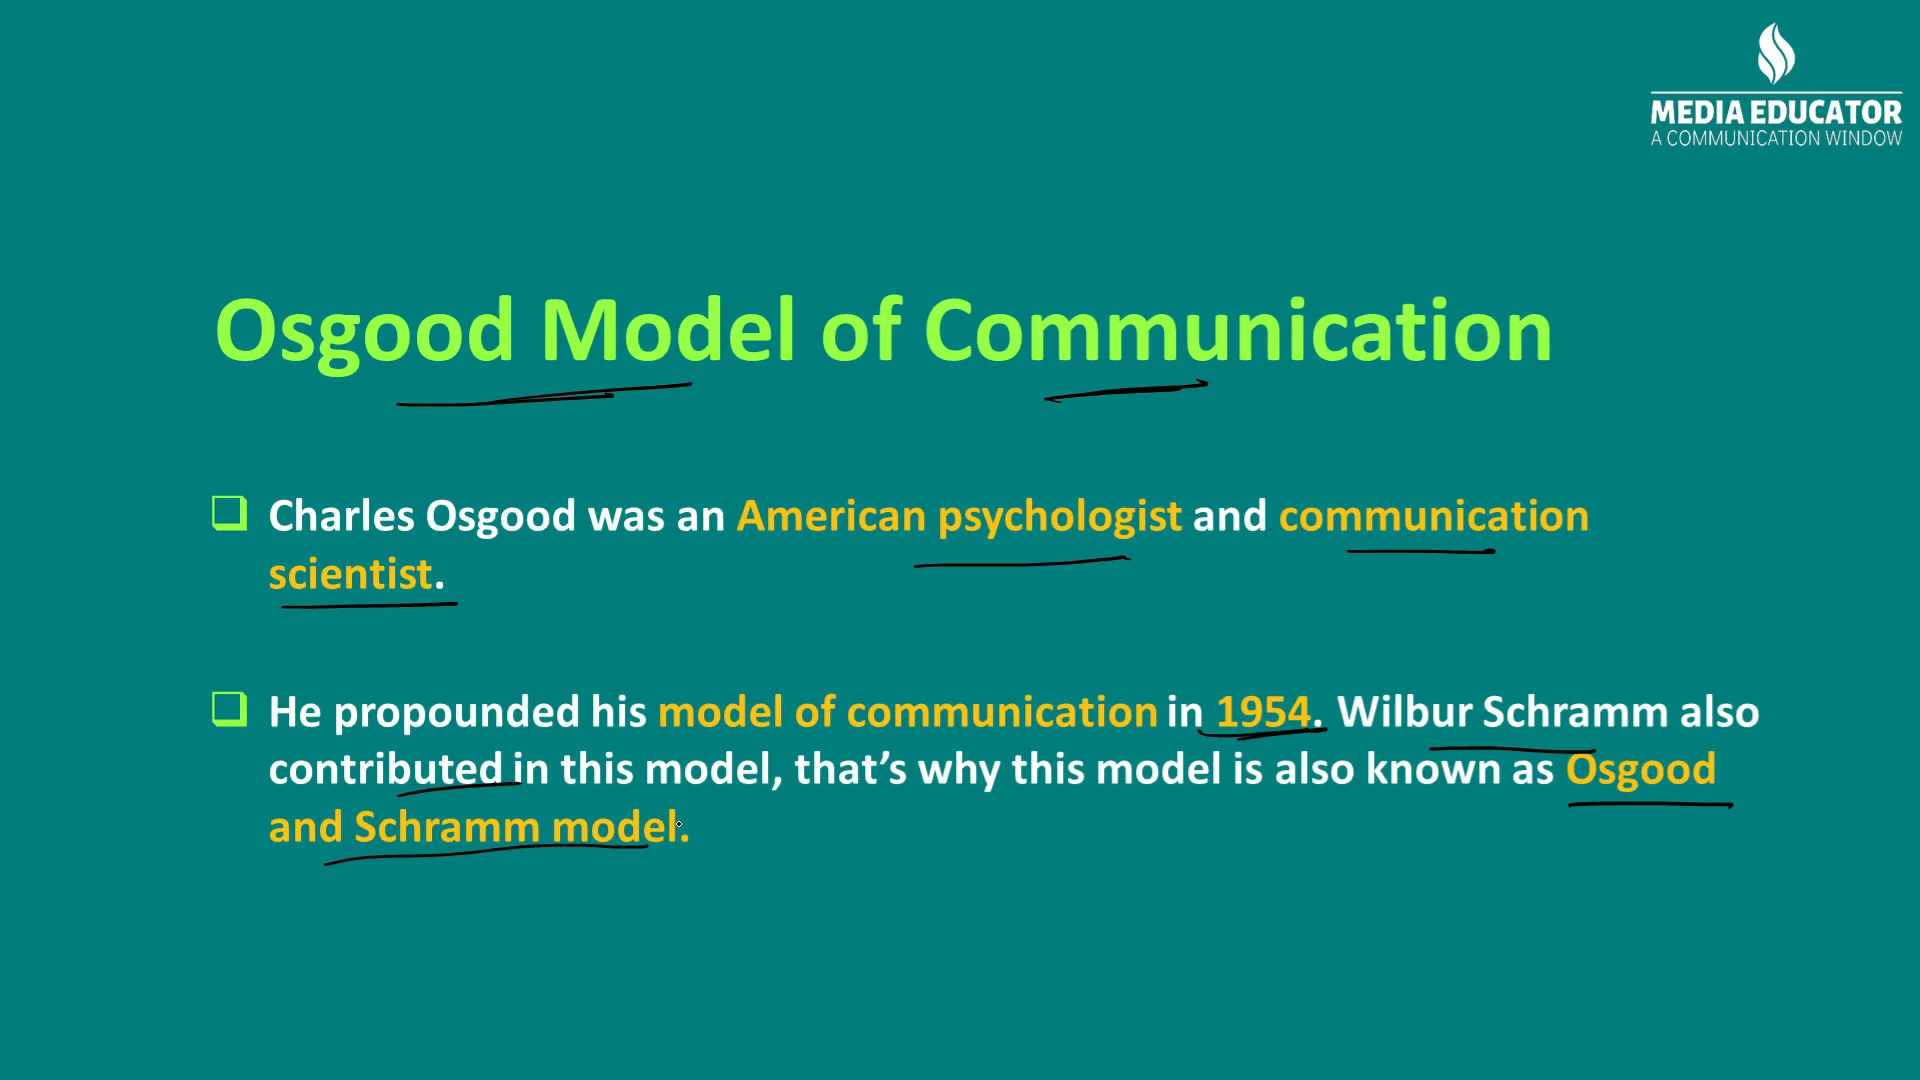 MEDIA EDUCATOR
A COMMUNICATION WINDOW
Osgood Model of Communication
Charles Osgood was an American psychologist and communication
scientist.
He propounded his model of communication in 1954. Wilbur Schramm also
contributed in this model, that’s why this model is also known as Osgood
and Schramm model.